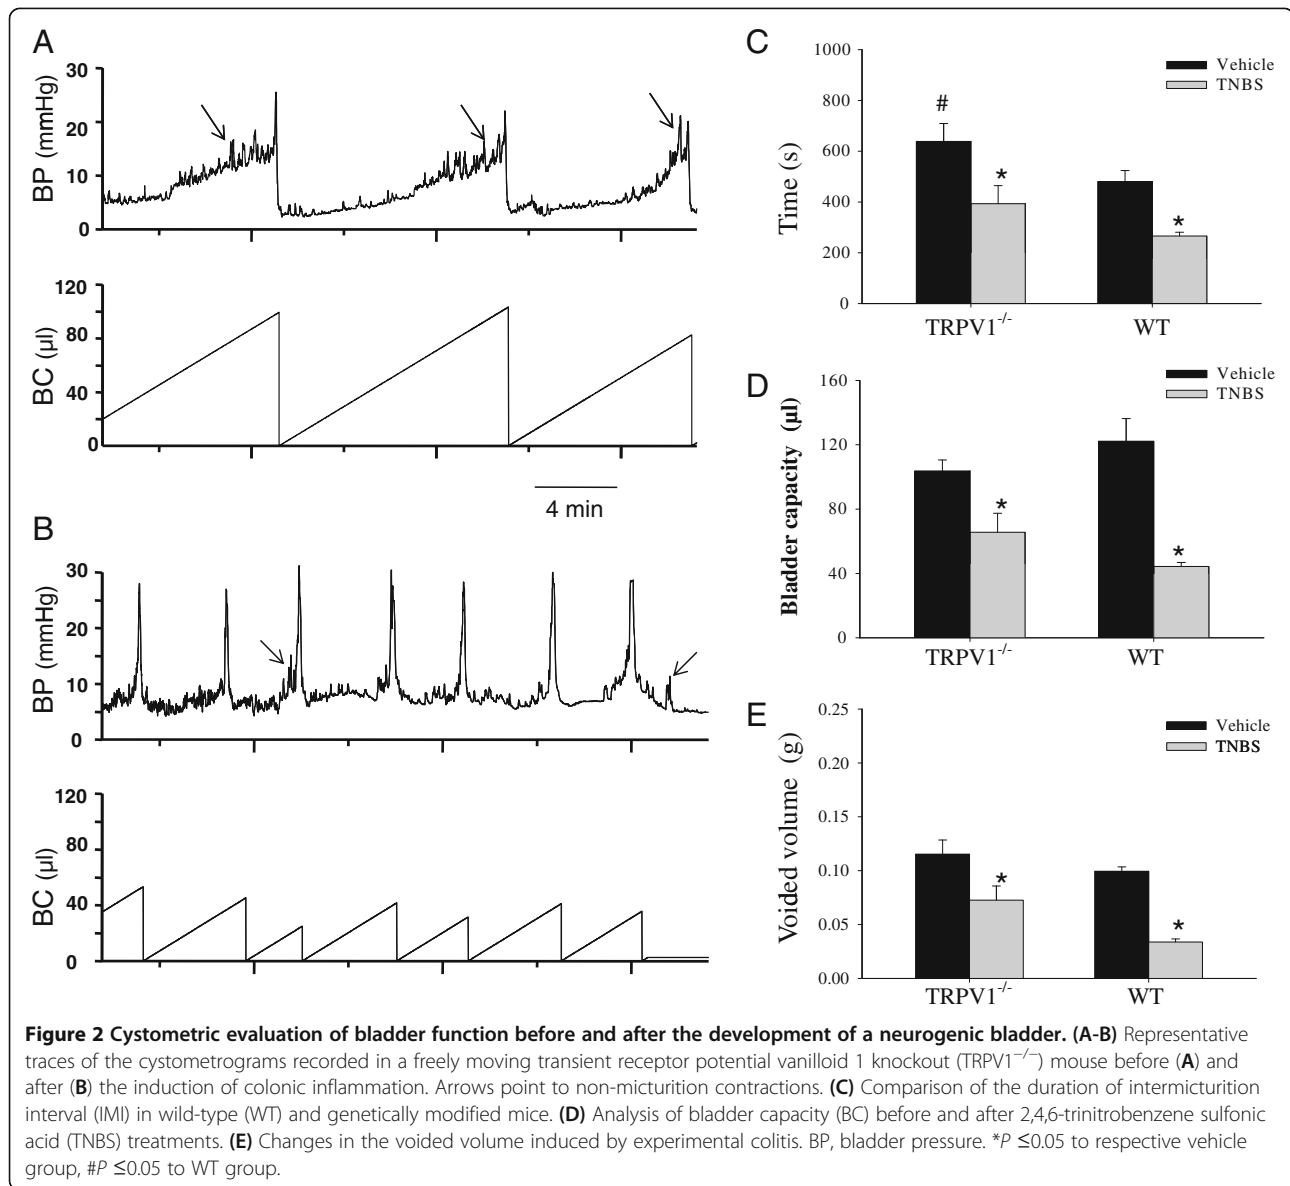 A
30
20
10
0
BP (mmHg)
120
80
40
0
BC (µl)
4 min
B
30
20
10
0
BP (mmHg)
120
80
40
0
BC (µl)
C
1000
800
600
400
200
0
Time (s)
Vehicle
TNBS
#
*
*
TRPV1-/-
WT
D
160
120
80
40
0
Bladder capacity (µl)
Vehicle
TNBS
*
*
TRPV1-/-
WT
E
0.25
0.20
0.15
0.10
0.05
0.00
Voided volume (g)
Vehicle
TNBS
*
*
TRPV1-/-
WT
Figure 2 Cystometric evaluation of bladder function before and after the development of a neurogenic bladder. (A-B) Representative
traces of the cystometrograms recorded in a freely moving transient receptor potential vanilloid 1 knockout (TRPV1−/−) mouse before (A) and
after (B) the induction of colonic inflammation. Arrows point to non-micturition contractions. (C) Comparison of the duration of intermicturition
interval (IMI) in wild-type (WT) and genetically modified mice. (D) Analysis of bladder capacity (BC) before and after 2,4,6-trinitrobenzene sulfonic
acid (TNBS) treatments. (E) Changes in the voided volume induced by experimental colitis. BP, bladder pressure. *P ≤0.05 to respective vehicle
group, #P ≤0.05 to WT group.